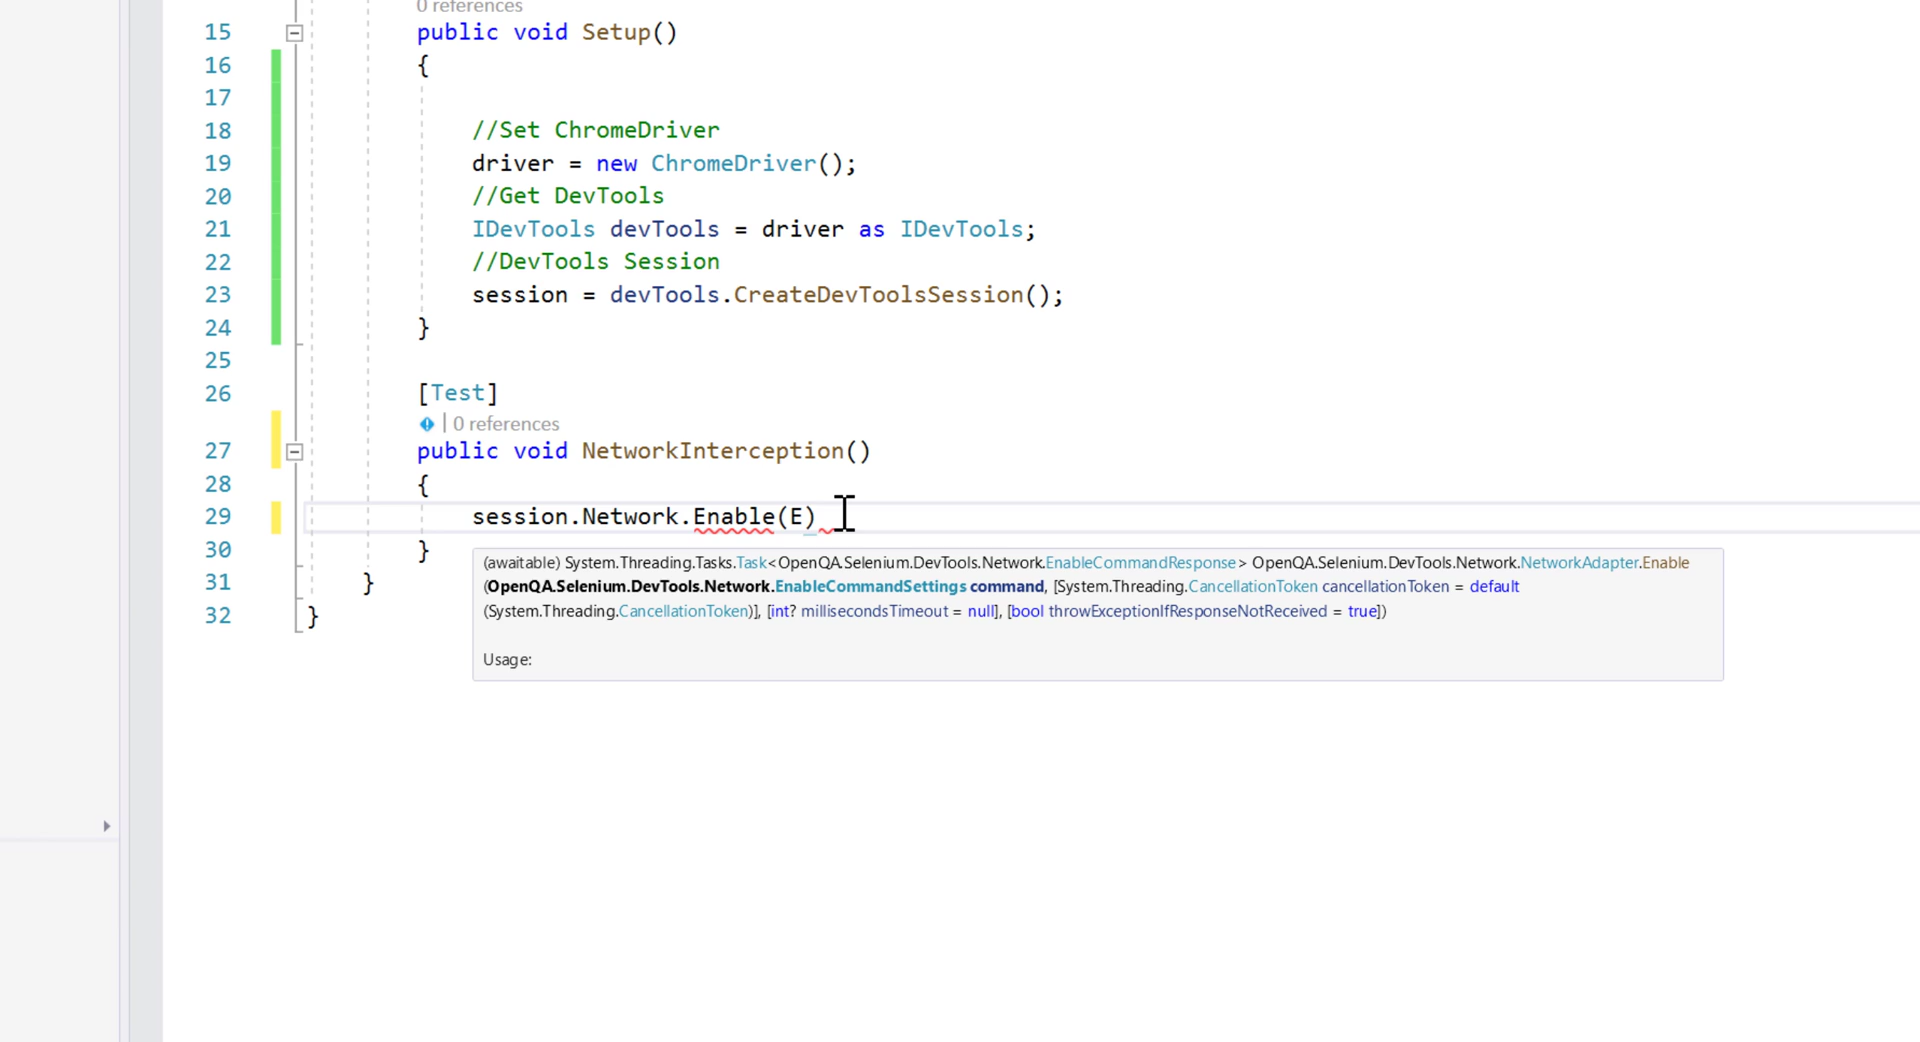 0 references
15 public void Setup()
16 {
17
18 //Set ChromeDriver
19 driver = new ChromeDriver();
20 //Get DevTools
21 IDevTools devTools = driver as IDevTools;
22 //DevTools Session
23 session = devTools.CreateDevToolsSession();
24 }
25
26 [Test]
0 references
27 public void NetworkInterception()
28 {
29 session.Network.Enable(E)
30 }
(awaitable) System.Threading.Tasks.Task<OpenQA.Selenium.DevTools.Network.EnableCommandResponse> OpenQA.Selenium.DevTools.Network.NetworkAdapter.Enable
31 }
(OpenQA.Selenium.DevTools.Network.EnableCommandSettings command, [System.Threading.CancellationToken cancellationToken = default
32 }
(System.Threading.CancellationToken)], [int? millisecondsTimeout = null], [bool throwExceptionIfResponseNotReceived = true])
Usage: